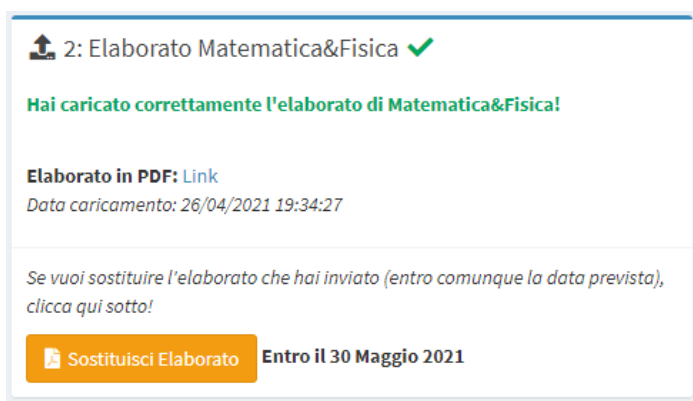 2: Elaborato Matematica&Fisica
Hai caricato correttamente l'elaborato di Matematica&Fisica!
Elaborato in PDF: Link
Data caricamento: 26/04/2021 19:34:27
Se vuoi sostituire l'elaborato che hai inviato (entro comunque la data prevista),
clicca qui sotto!
Sostituisci Elaborato Entro il 30 Maggio 2021